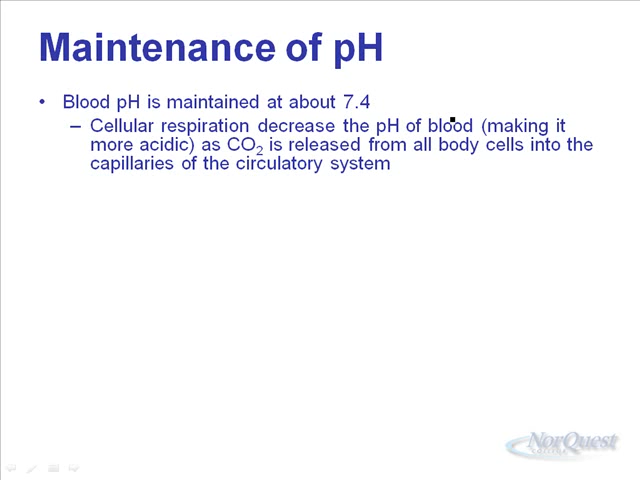 Maintenance of pH
• Blood pH is maintained at about 7.4
– Cellular respiration decrease the pH of blood (making it
more acidic) as CO₂ is released from all body cells into the
capillaries of the circulatory system
NorQuest
COLLEGE